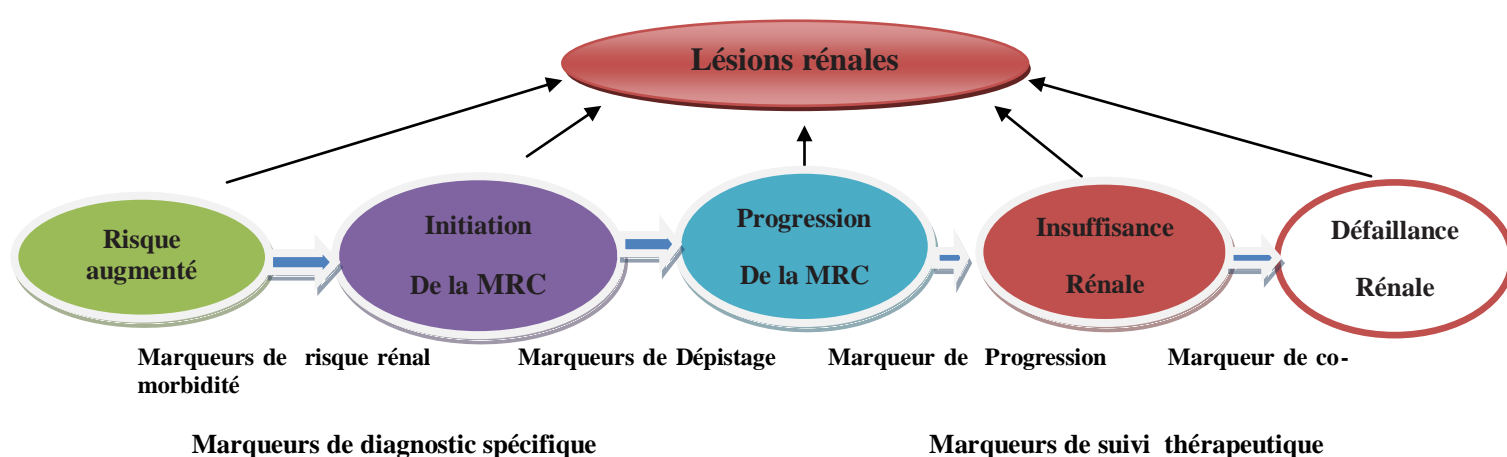 Lésions rénales
Risque
augmenté
Initiation
De la MRC
Progression
De la MRC
Insuffisance
Rénale
Défaillance
Rénale
Marqueurs de risque rénal Marqueurs de Dépistage Marqueur de Progression Marqueur de co-
morbidité
Marqueurs de diagnostic spécifique Marqueurs de suivi thérapeutique